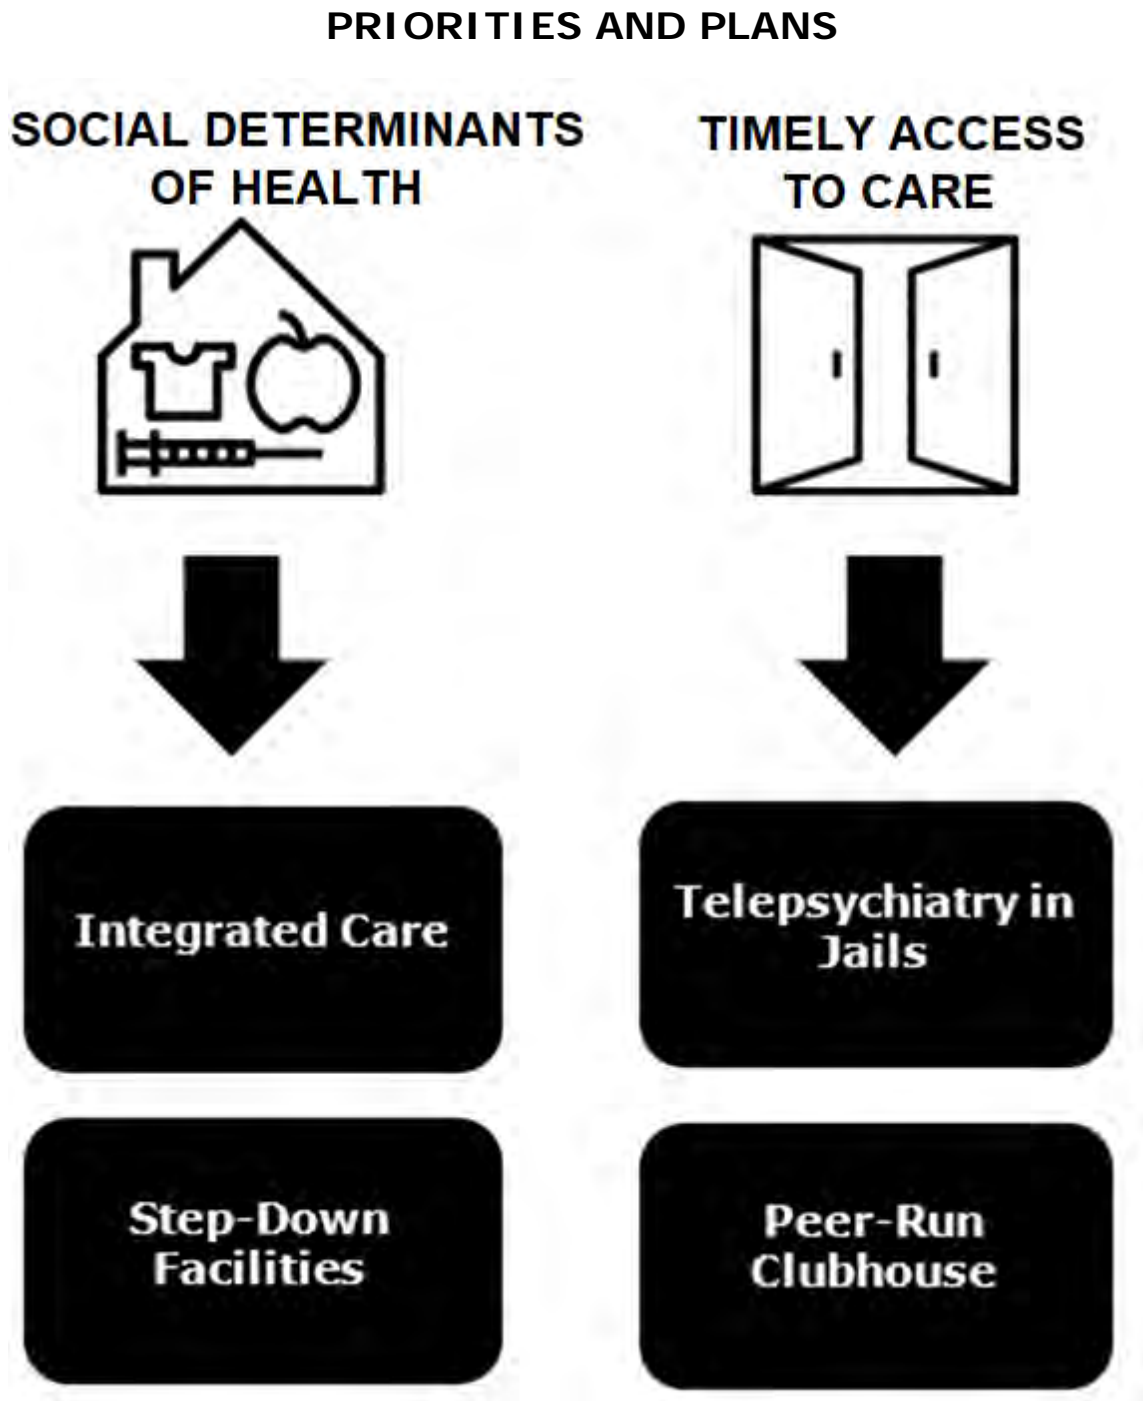 PRIORITIES AND PLANS
SOCIAL DETERMINANTS
OF HEALTH
TIMELY ACCESS
TO CARE
Integrated Care
Telepsychiatry in
Jails
Step-Down
Facilities
Peer-Run
Clubhouse